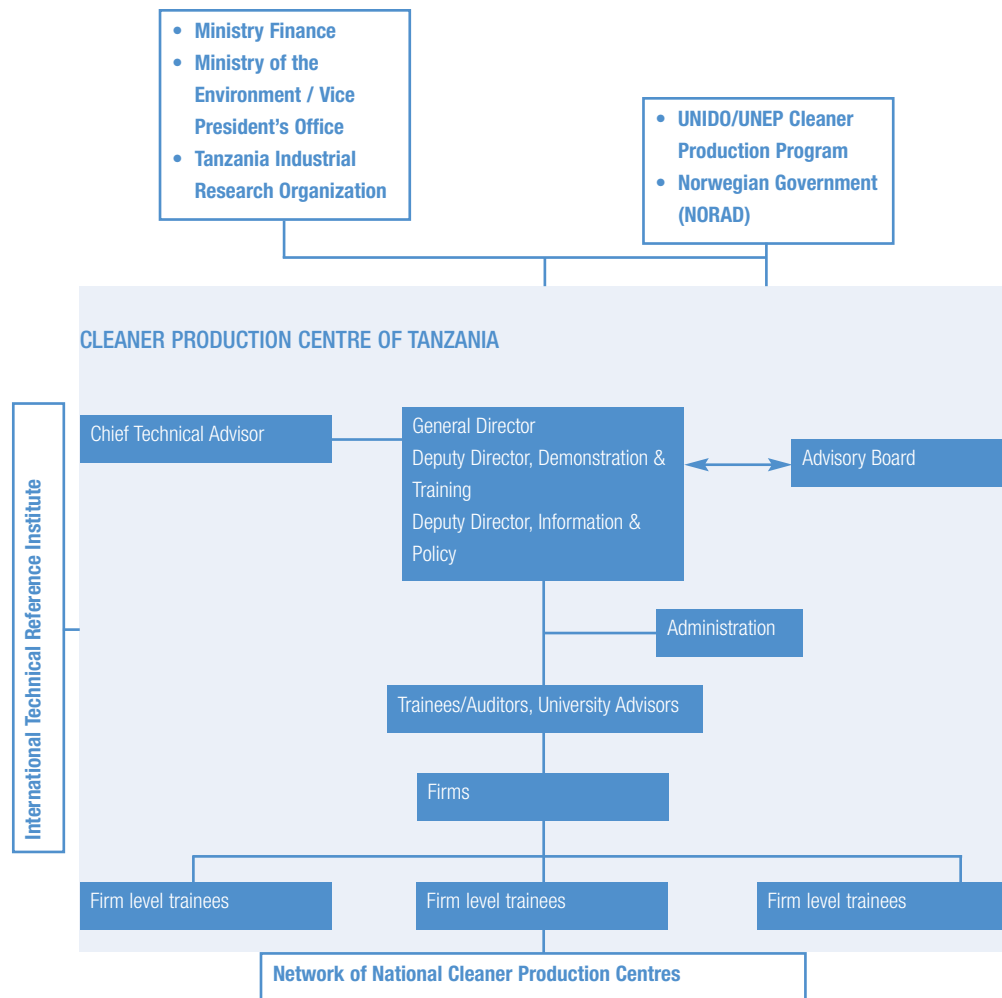 • Ministry Finance
• Ministry of the
Environment / Vice
President’s Office
• Tanzania Industrial
Research Organization
• UNIDO/UNEP Cleaner
Production Program
• Norwegian Government
(NORAD)
CLEANER PRODUCTION CENTRE OF TANZANIA
International Technical Reference Institute
Chief Technical Advisor
General Director
Deputy Director, Demonstration &
Training
Deputy Director, Information &
Policy
Advisory Board
Administration
Trainees/Auditors, University Advisors
Firms
Firm level trainees
Firm level trainees
Firm level trainees
Network of National Cleaner Production Centres